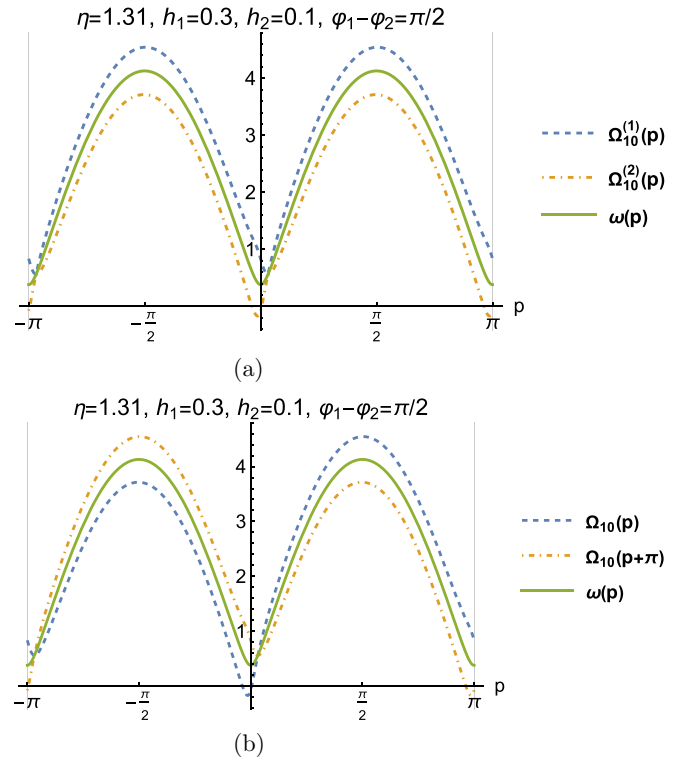 η=1.31, h₁=0.3, h₂=0.1, φ₁−φ₂=π/2
4
3
2
1
−π
−π/2
π/2
π
p
Ω₁₀⁽¹⁾(p)
Ω₁₀⁽²⁾(p)
ω(p)
(a)
η=1.31, h₁=0.3, h₂=0.1, φ₁−φ₂=π/2
4
3
2
1
−π
−π/2
π/2
π
p
Ω₁₀(p)
Ω₁₀(p+π)
ω(p)
(b)